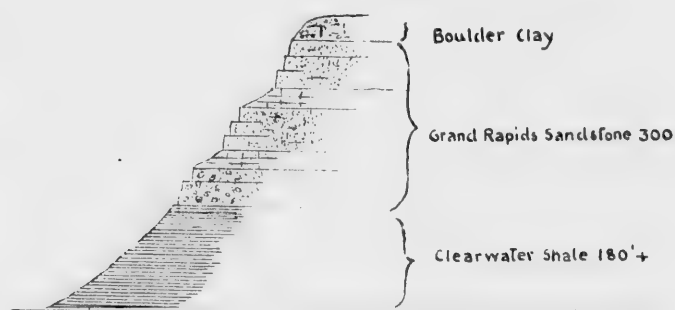 Boulder Clay
Grand Rapids Sandstone 300
Clearwater Shale 180'+